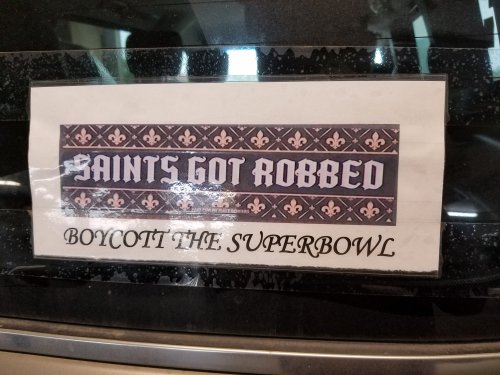 SAINTS GOT ROBBED
BOYCOTT THE SUPERBOWL